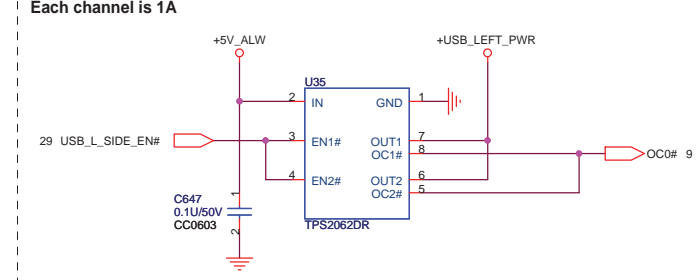 Each channel is 1A
+5V_ALW
+USB_LEFT_PWR
U35
2 IN GND 1
29 USB_L_SIDE_EN# 3 EN1# OUT1 7
OC1# 8 OC0# 9
4 EN2# OUT2 6
OC2# 5
TPS2062DR
1
C647
0.1U/50V
CC0603
2